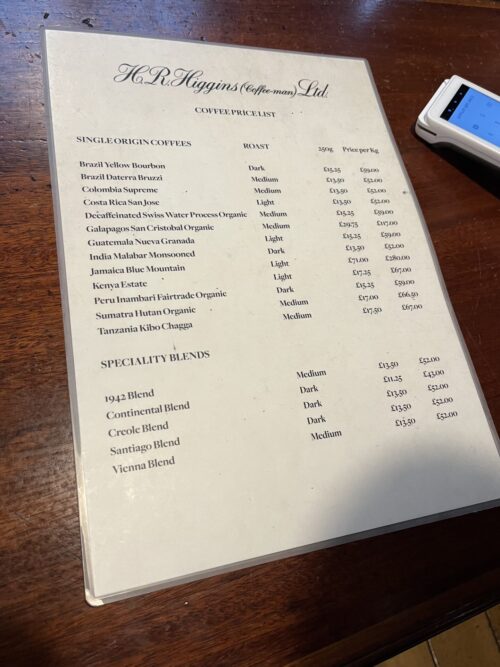 H.R.Higgins (Coffee-man) Ltd.
COFFEE PRICE LIST
SINGLE ORIGIN COFFEES ROAST 250g Price per Kg
Brazil Yellow Bourbon Dark £15.25 £59.00
Brazil Daterra Bruzzi Medium £13.50 £52.00
Colombia Supreme Medium £13.50 £52.00
Costa Rica San Jose Light £13.50 £52.00
Decaffeinated Swiss Water Process Organic Medium £15.25 £59.00
Galapagos San Cristobal Organic Medium £29.75 £117.00
Guatemala Nueva Granada Light £15.25 £59.00
India Malabar Monsooned Dark £13.50 £52.00
Jamaica Blue Mountain Light £71.00 £280.00
Kenya Estate Light £17.25 £67.00
Peru Inambari Fairtrade Organic Dark £15.25 £59.00
Sumatra Hutan Organic Medium £17.00 £66.50
Tanzania Kibo Chagga Medium £17.50 £67.00
SPECIALITY BLENDS
1942 Blend Medium £13.50 £52.00
Continental Blend Dark £11.25 £43.00
Creole Blend Dark £13.50 £52.00
Santiago Blend Dark £13.50 £52.00
Vienna Blend Medium £13.50 £52.00